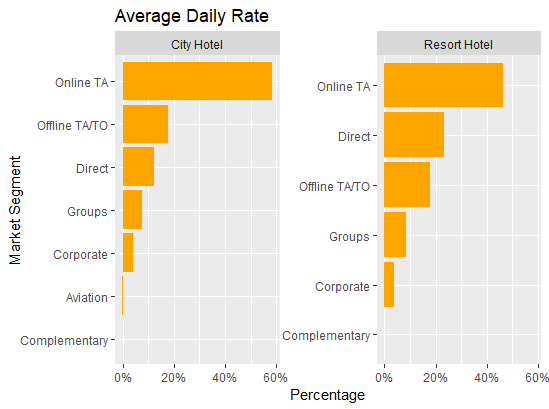 Average Daily Rate
City Hotel
Online TA
Offline TA/TO
Direct
Groups
Corporate
Aviation
Complementary
0% 20% 40% 60%
Resort Hotel
Online TA
Direct
Offline TA/TO
Groups
Corporate
Complementary
0% 20% 40% 60%
Market Segment
Percentage